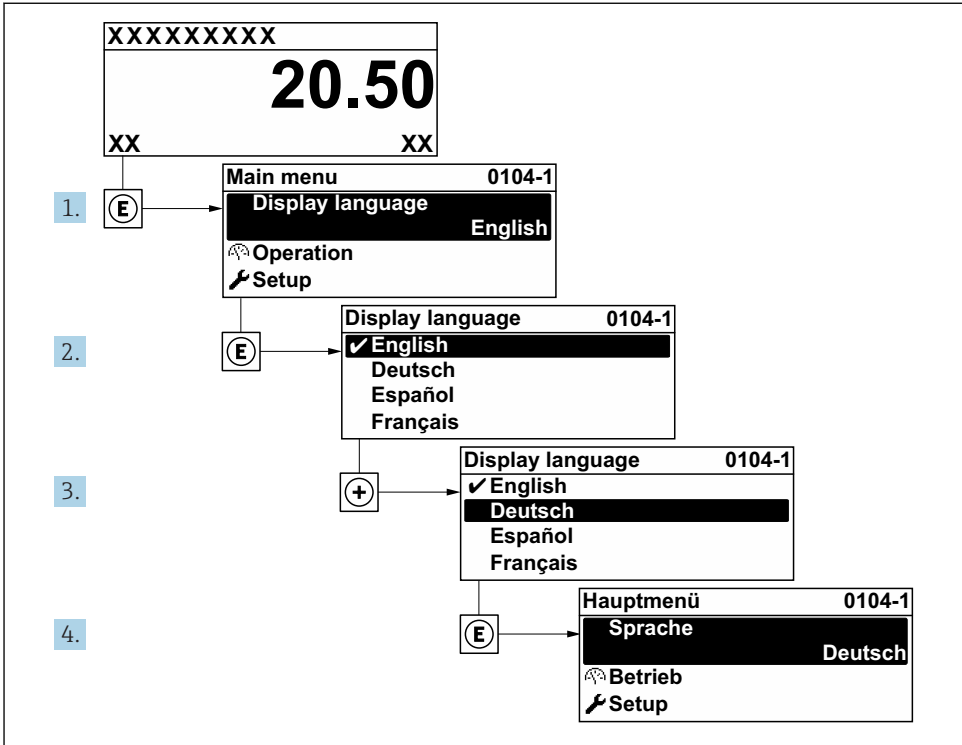 XXXXXXXXX
20.50
XX XX
1. E
Main menu 0104-1
Display language
English
Operation
Setup
2. E
Display language 0104-1
✔English
Deutsch
Español
Français
3. +
Display language 0104-1
✔English
Deutsch
Español
Français
4. E
Hauptmenü 0104-1
Sprache
Deutsch
Betrieb
Setup